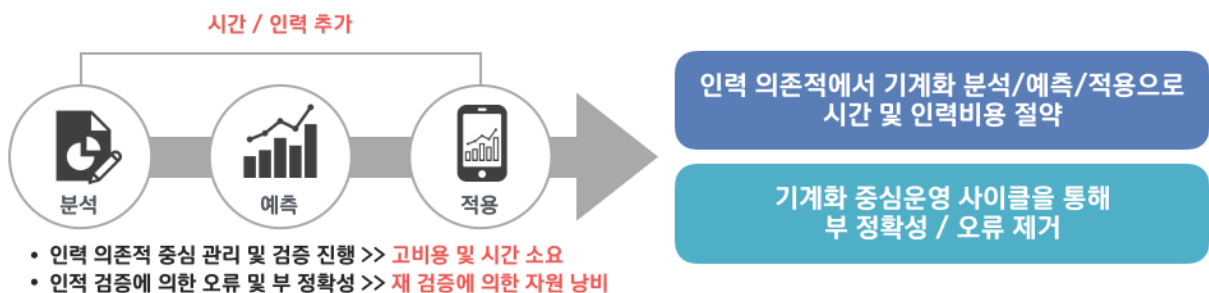 시간 / 인력 추가
분석
예측
적용
• 인력 의존적 중심 관리 및 검증 진행 >> 고비용 및 시간 소요
• 인적 검증에 의한 오류 및 부 정확성 >> 재 검증에 의한 자원 낭비
인력 의존적에서 기계화 분석/예측/적용으로
시간 및 인력비용 절약
기계화 중심운영 사이클을 통해
부 정확성 / 오류 제거